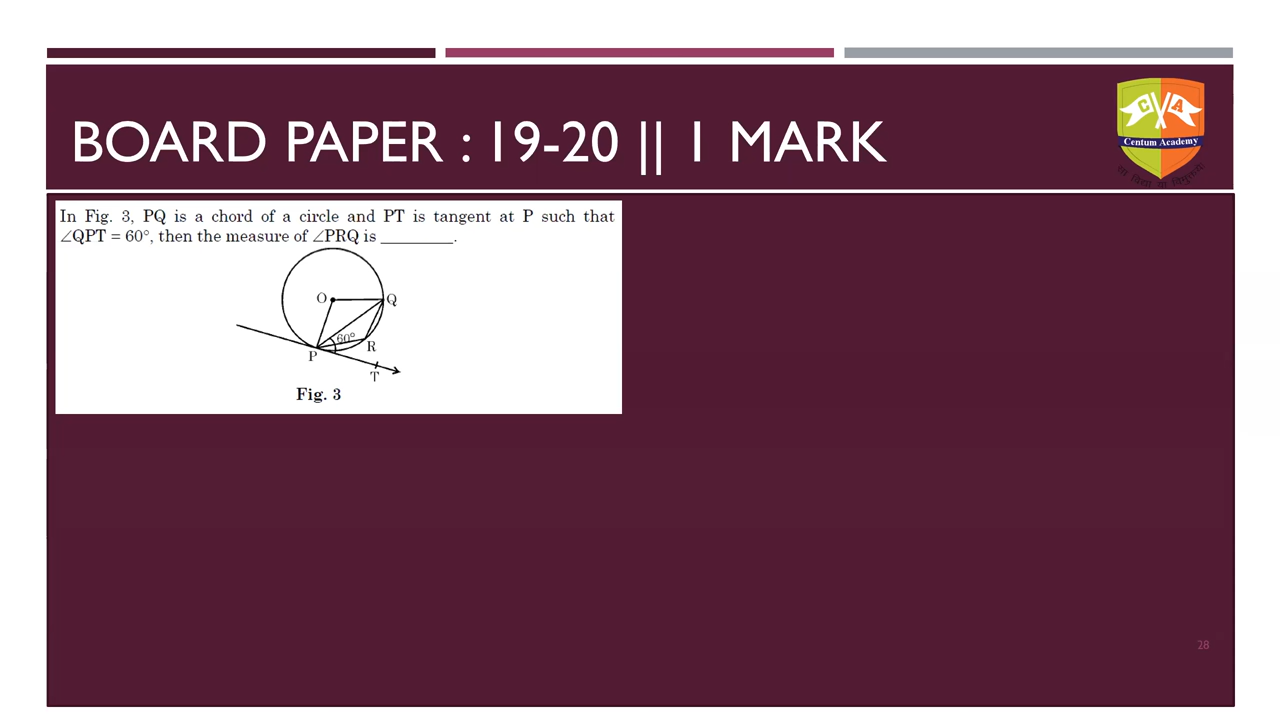 BOARD PAPER : 19-20 || 1 MARK
C A
Centum Academy
In Fig. 3, PQ is a chord of a circle and PT is tangent at P such that
∠QPT = 60°, then the measure of ∠PRQ is _________.
O
Q
60°
R
P
T
Fig. 3
28